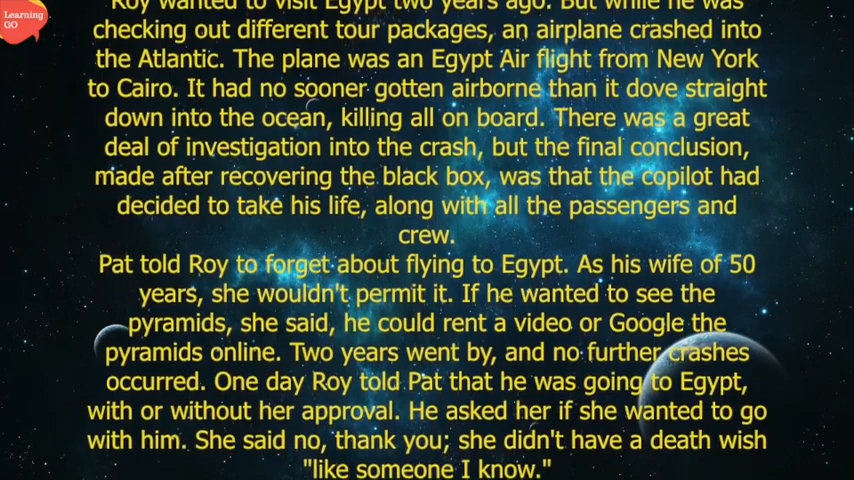 Learning
GO
Roy wanted to visit Egypt two years ago. But while he was
checking out different tour packages, an airplane crashed into
the Atlantic. The plane was an Egypt Air flight from New York
to Cairo. It had no sooner gotten airborne than it dove straight
down into the ocean, killing all on board. There was a great
deal of investigation into the crash, but the final conclusion,
made after recovering the black box, was that the copilot had
decided to take his life, along with all the passengers and
crew.
Pat told Roy to forget about flying to Egypt. As his wife of 50
years, she wouldn't permit it. If he wanted to see the
pyramids, she said, he could rent a video or Google the
pyramids online. Two years went by, and no further crashes
occurred. One day Roy told Pat that he was going to Egypt,
with or without her approval. He asked her if she wanted to go
with him. She said no, thank you; she didn't have a death wish
"like someone I know."